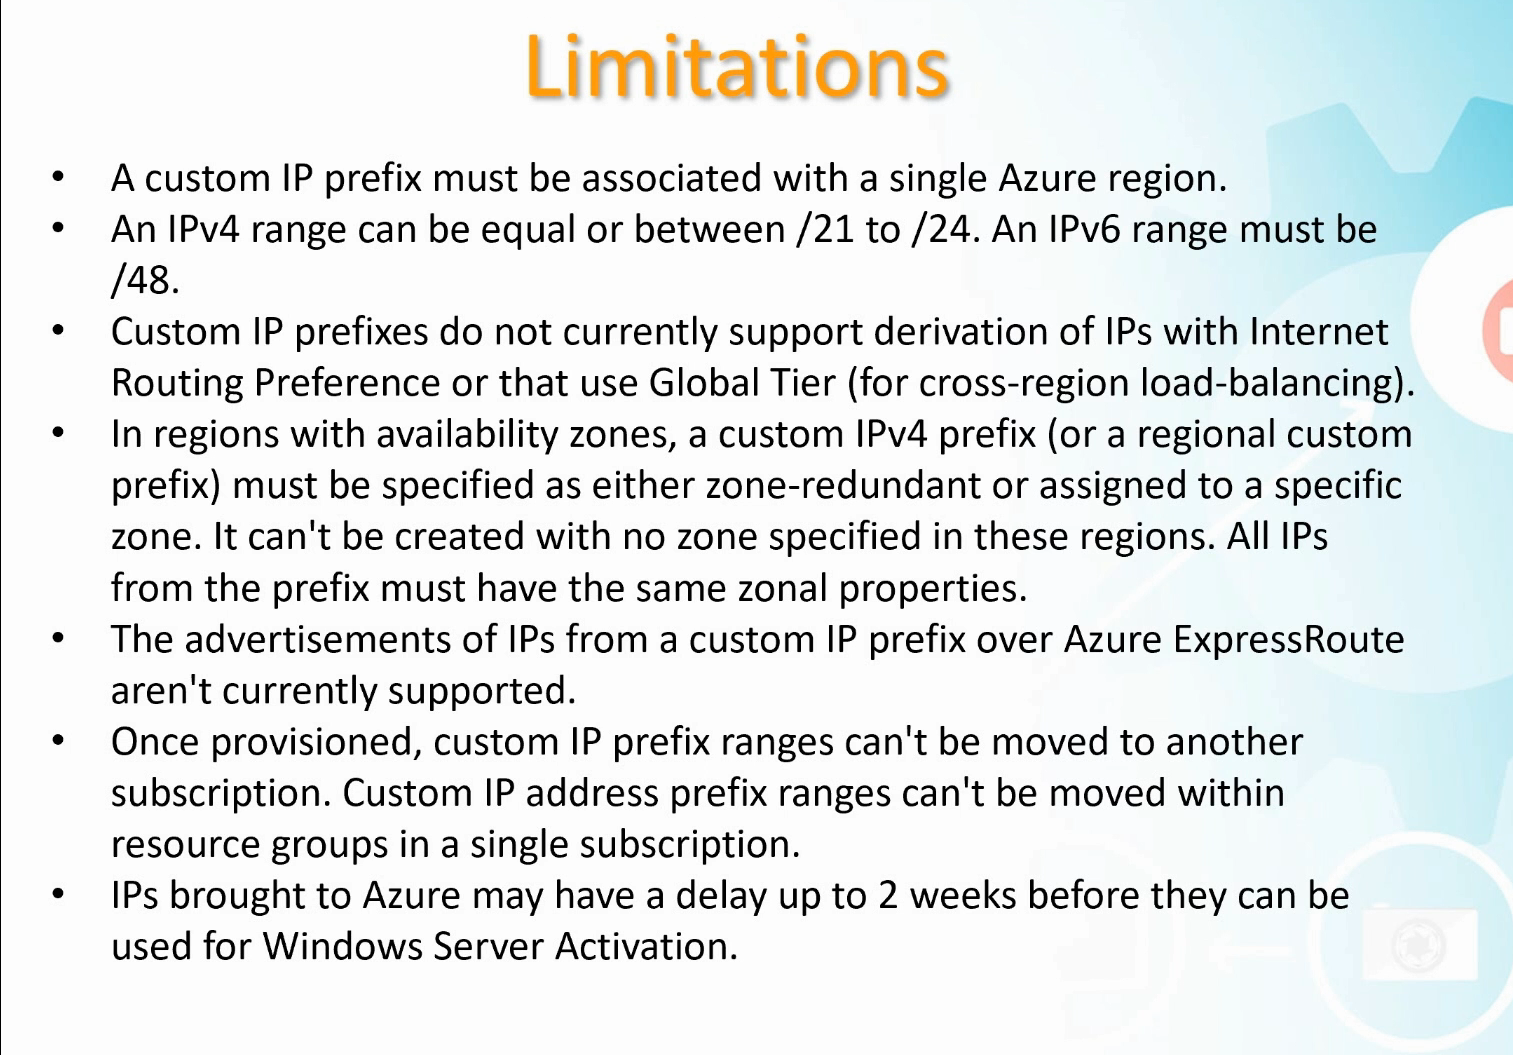 Limitations
• A custom IP prefix must be associated with a single Azure region.
• An IPv4 range can be equal or between /21 to /24. An IPv6 range must be
/48.
• Custom IP prefixes do not currently support derivation of IPs with Internet
Routing Preference or that use Global Tier (for cross-region load-balancing).
• In regions with availability zones, a custom IPv4 prefix (or a regional custom
prefix) must be specified as either zone-redundant or assigned to a specific
zone. It can't be created with no zone specified in these regions. All IPs
from the prefix must have the same zonal properties.
• The advertisements of IPs from a custom IP prefix over Azure ExpressRoute
aren't currently supported.
• Once provisioned, custom IP prefix ranges can't be moved to another
subscription. Custom IP address prefix ranges can't be moved within
resource groups in a single subscription.
• IPs brought to Azure may have a delay up to 2 weeks before they can be
used for Windows Server Activation.